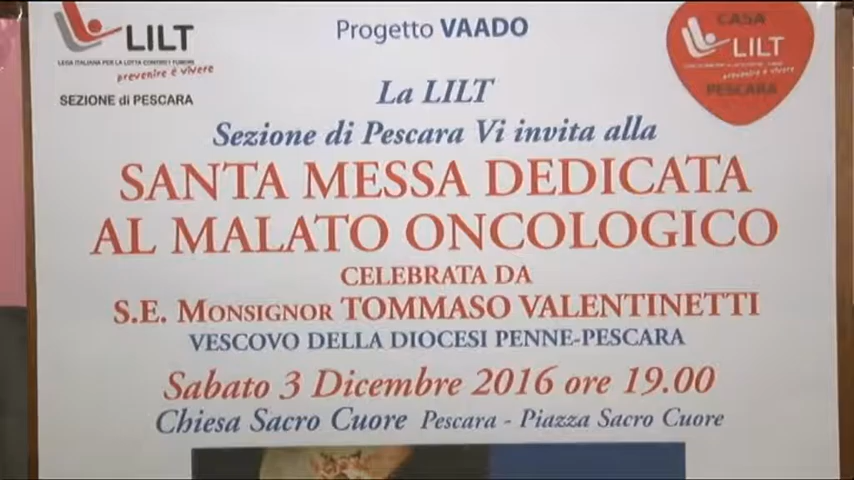 Progetto VAADO
LILT
LEGA ITALIANA PER LA LOTTA CONTRO I TUMORI
prevenire è vivere
SEZIONE di PESCARA
CASA
LILT
prevenire è vivere
PESCARA
La LILT
Sezione di Pescara Vi invita alla
SANTA MESSA DEDICATA
AL MALATO ONCOLOGICO
CELEBRATA DA
S.E. MONSIGNOR TOMMASO VALENTINETTI
VESCOVO DELLA DIOCESI PENNE-PESCARA
Sabato 3 Dicembre 2016 ore 19.00
Chiesa Sacro Cuore Pescara - Piazza Sacro Cuore